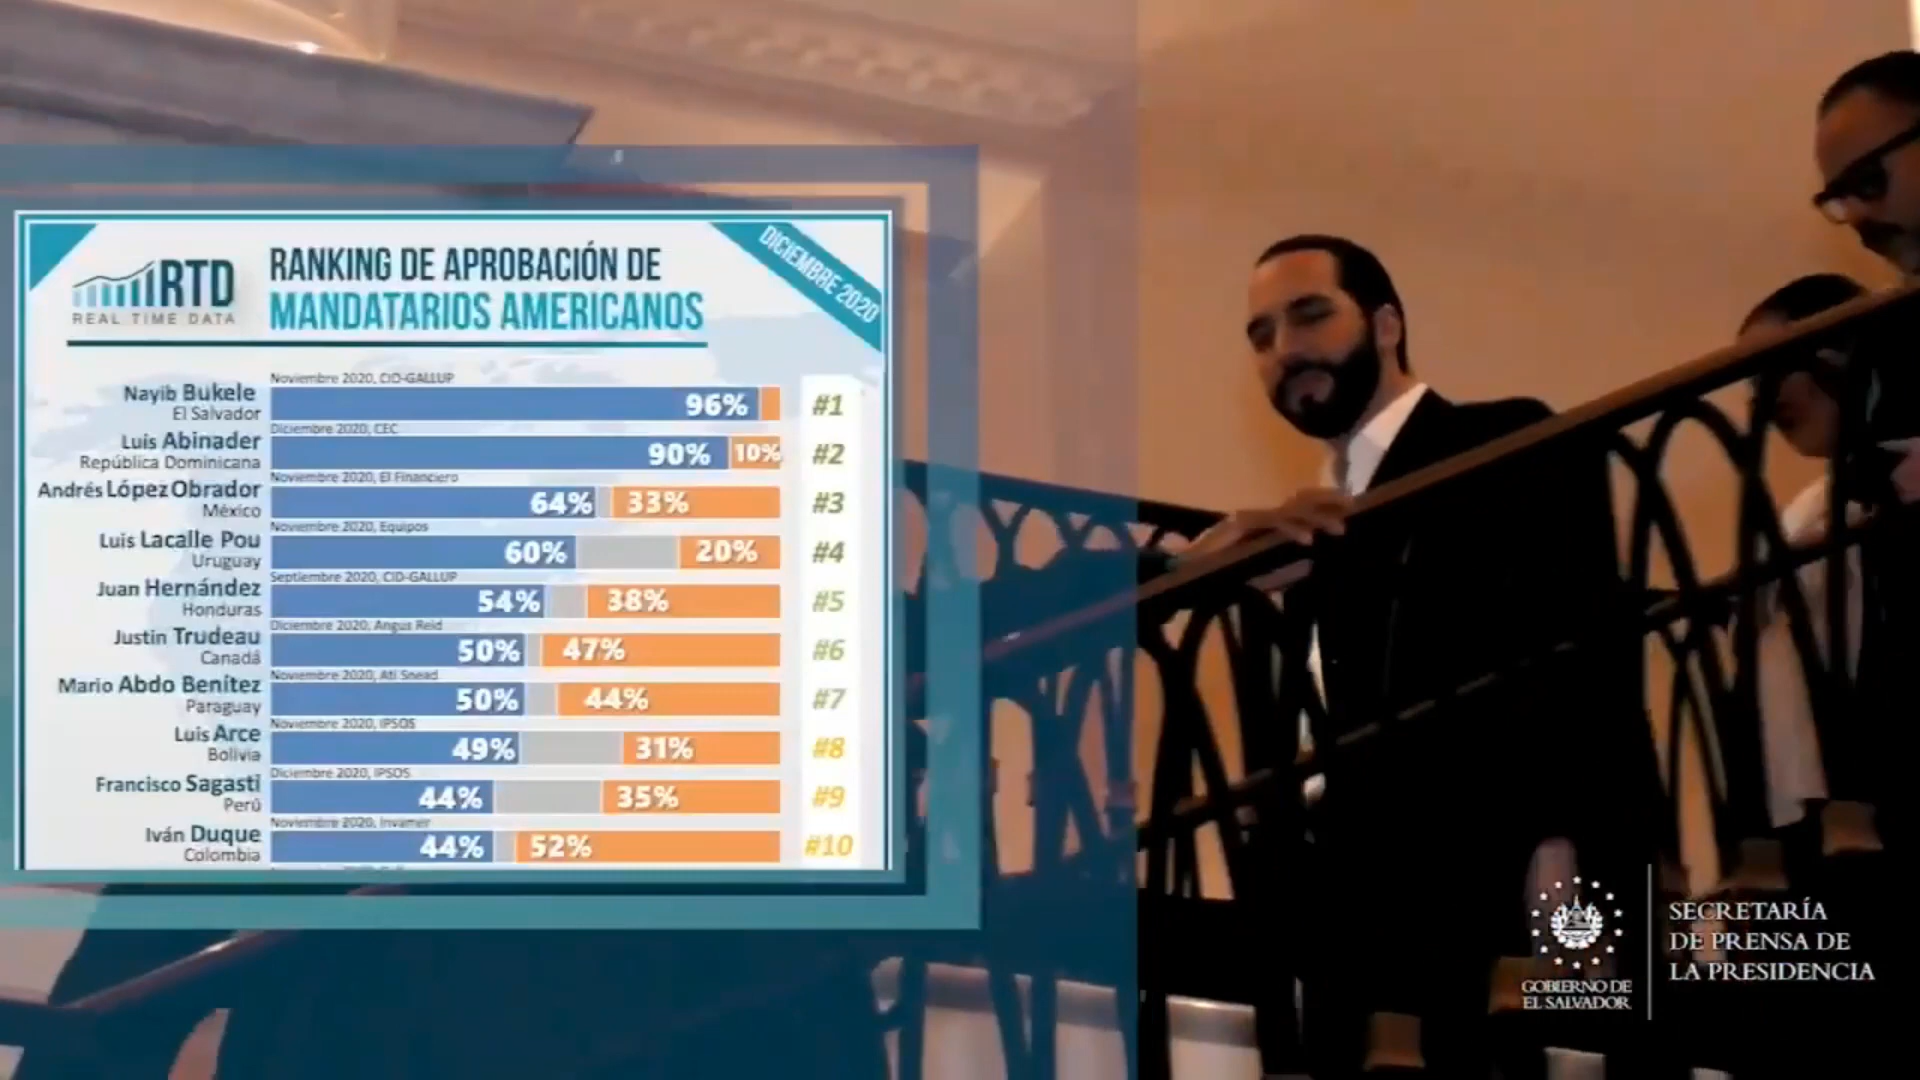 RTD
REAL TIME DATA
RANKING DE APROBACIÓN DE
MANDATARIOS AMERICANOS
DICIEMBRE 2020
Noviembre 2020, CID-GALLUP
Nayib Bukele
El Salvador
96%
#1
Diciembre 2020, CEC
Luis Abinader
República Dominicana
90% 10%
#2
Noviembre 2020, El Financiero
Andrés López Obrador
México
64% 33%
#3
Noviembre 2020, Equipos
Luis Lacalle Pou
Uruguay
60% 20%
#4
Septiembre 2020, CID-GALLUP
Juan Hernández
Honduras
54% 38%
#5
Diciembre 2020, Angus Reid
Justin Trudeau
Canadá
50% 47%
#6
Noviembre 2020, Ati Snead
Mario Abdo Benítez
Paraguay
50% 44%
#7
Noviembre 2020, IPSOS
Luis Arce
Bolivia
49% 31%
#8
Diciembre 2020, IPSOS
Francisco Sagasti
Perú
44% 35%
#9
Noviembre 2020, Invamer
Iván Duque
Colombia
44% 52%
#10
GOBIERNO DE
EL SALVADOR
SECRETARÍA
DE PRENSA DE
LA PRESIDENCIA